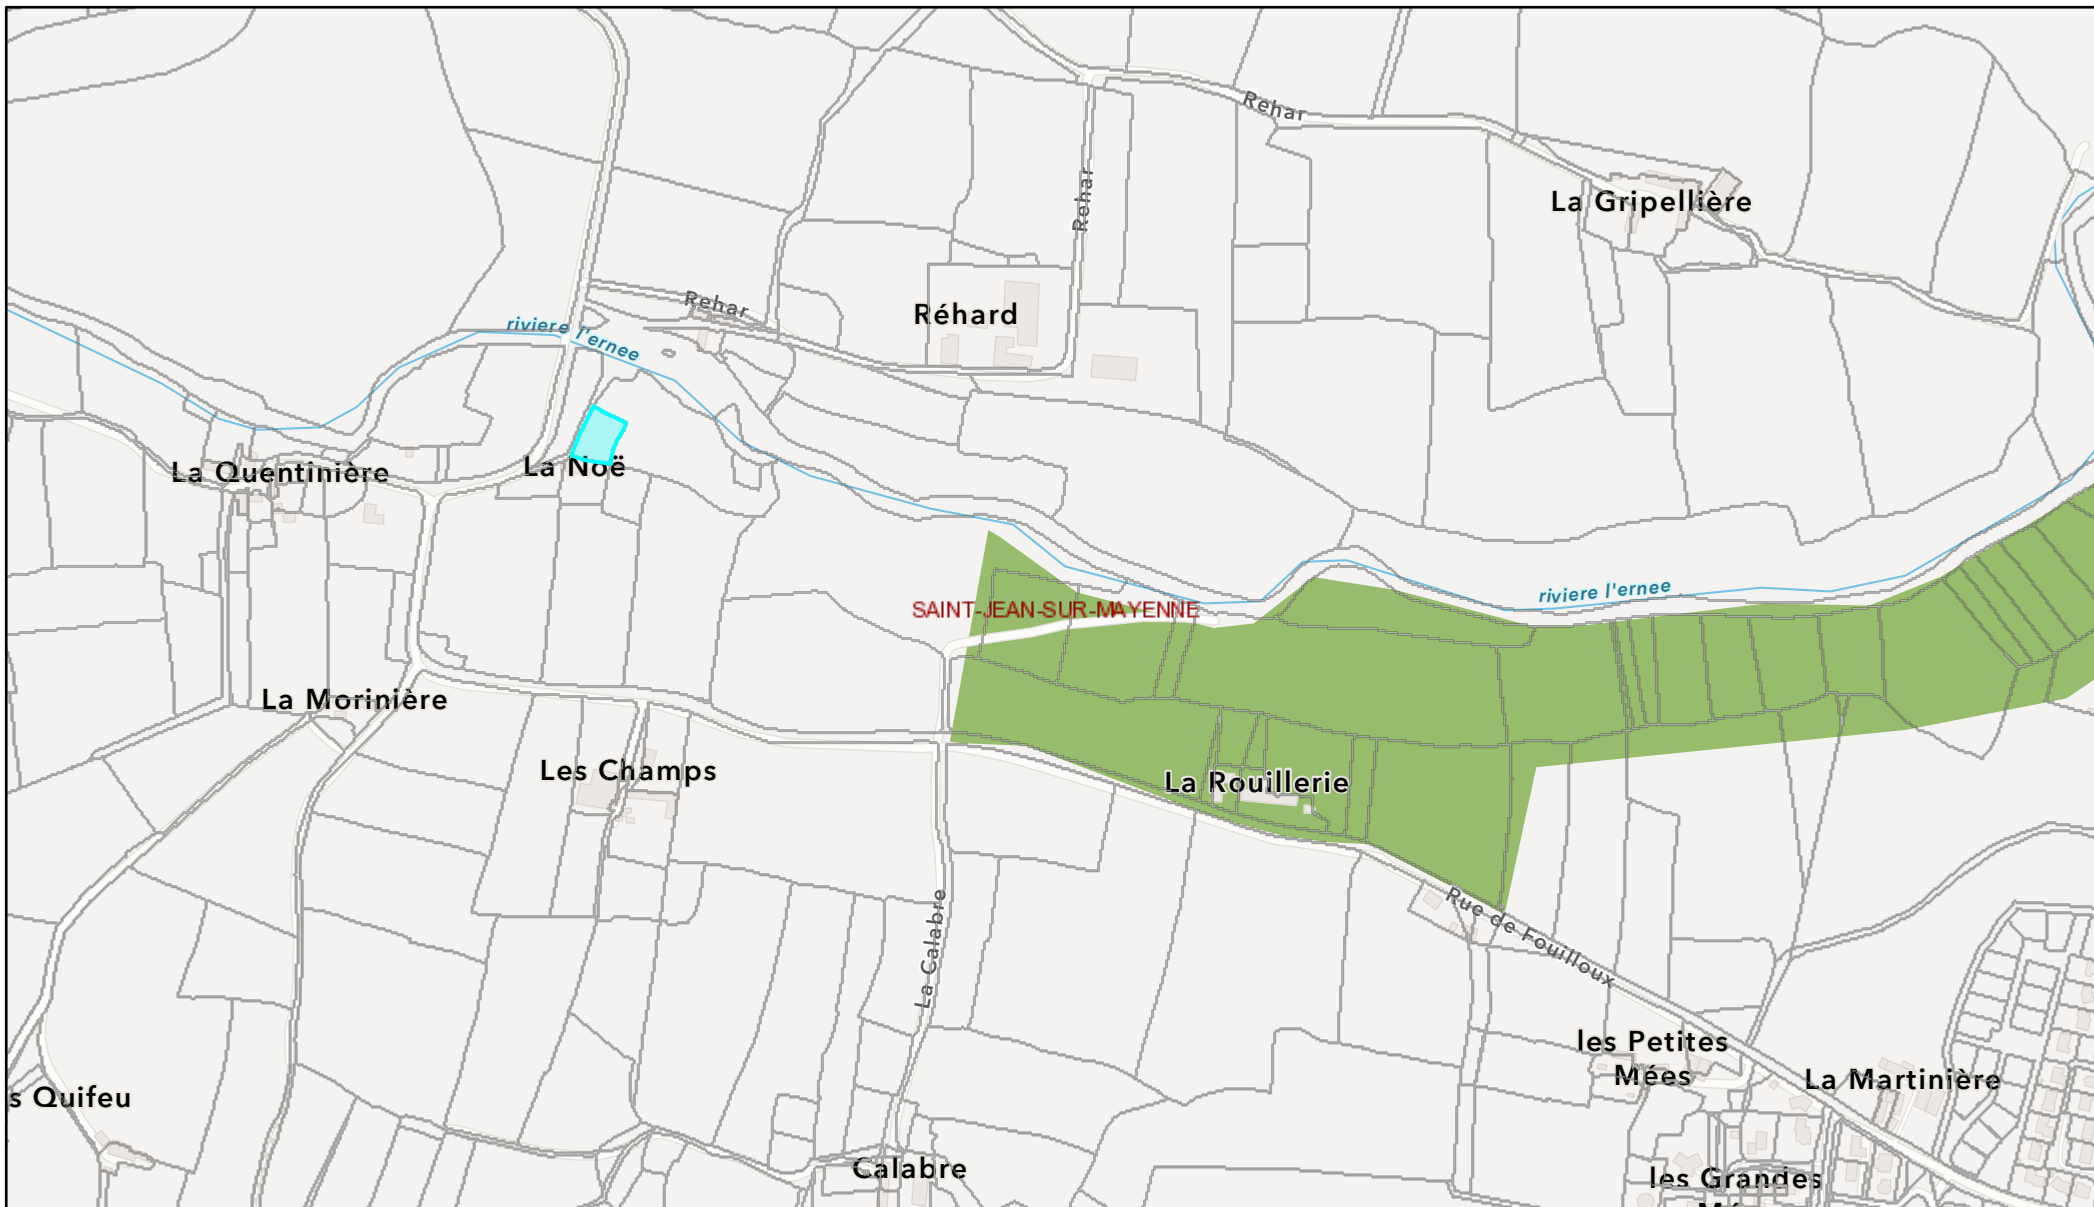 Rehar
Rehar
La Gripellière
Rehar
Réhard
riviere l'ernee
La Quentinière
La Noë
riviere l'ernee
SAINT-JEAN-SUR-MAYENNE
La Morinière
Les Champs
La Rouillerie
La Calabre
Rue de Fouilloux
les Petites
Mées
La Martinière
s Quifeu
Calabre
les Grandes